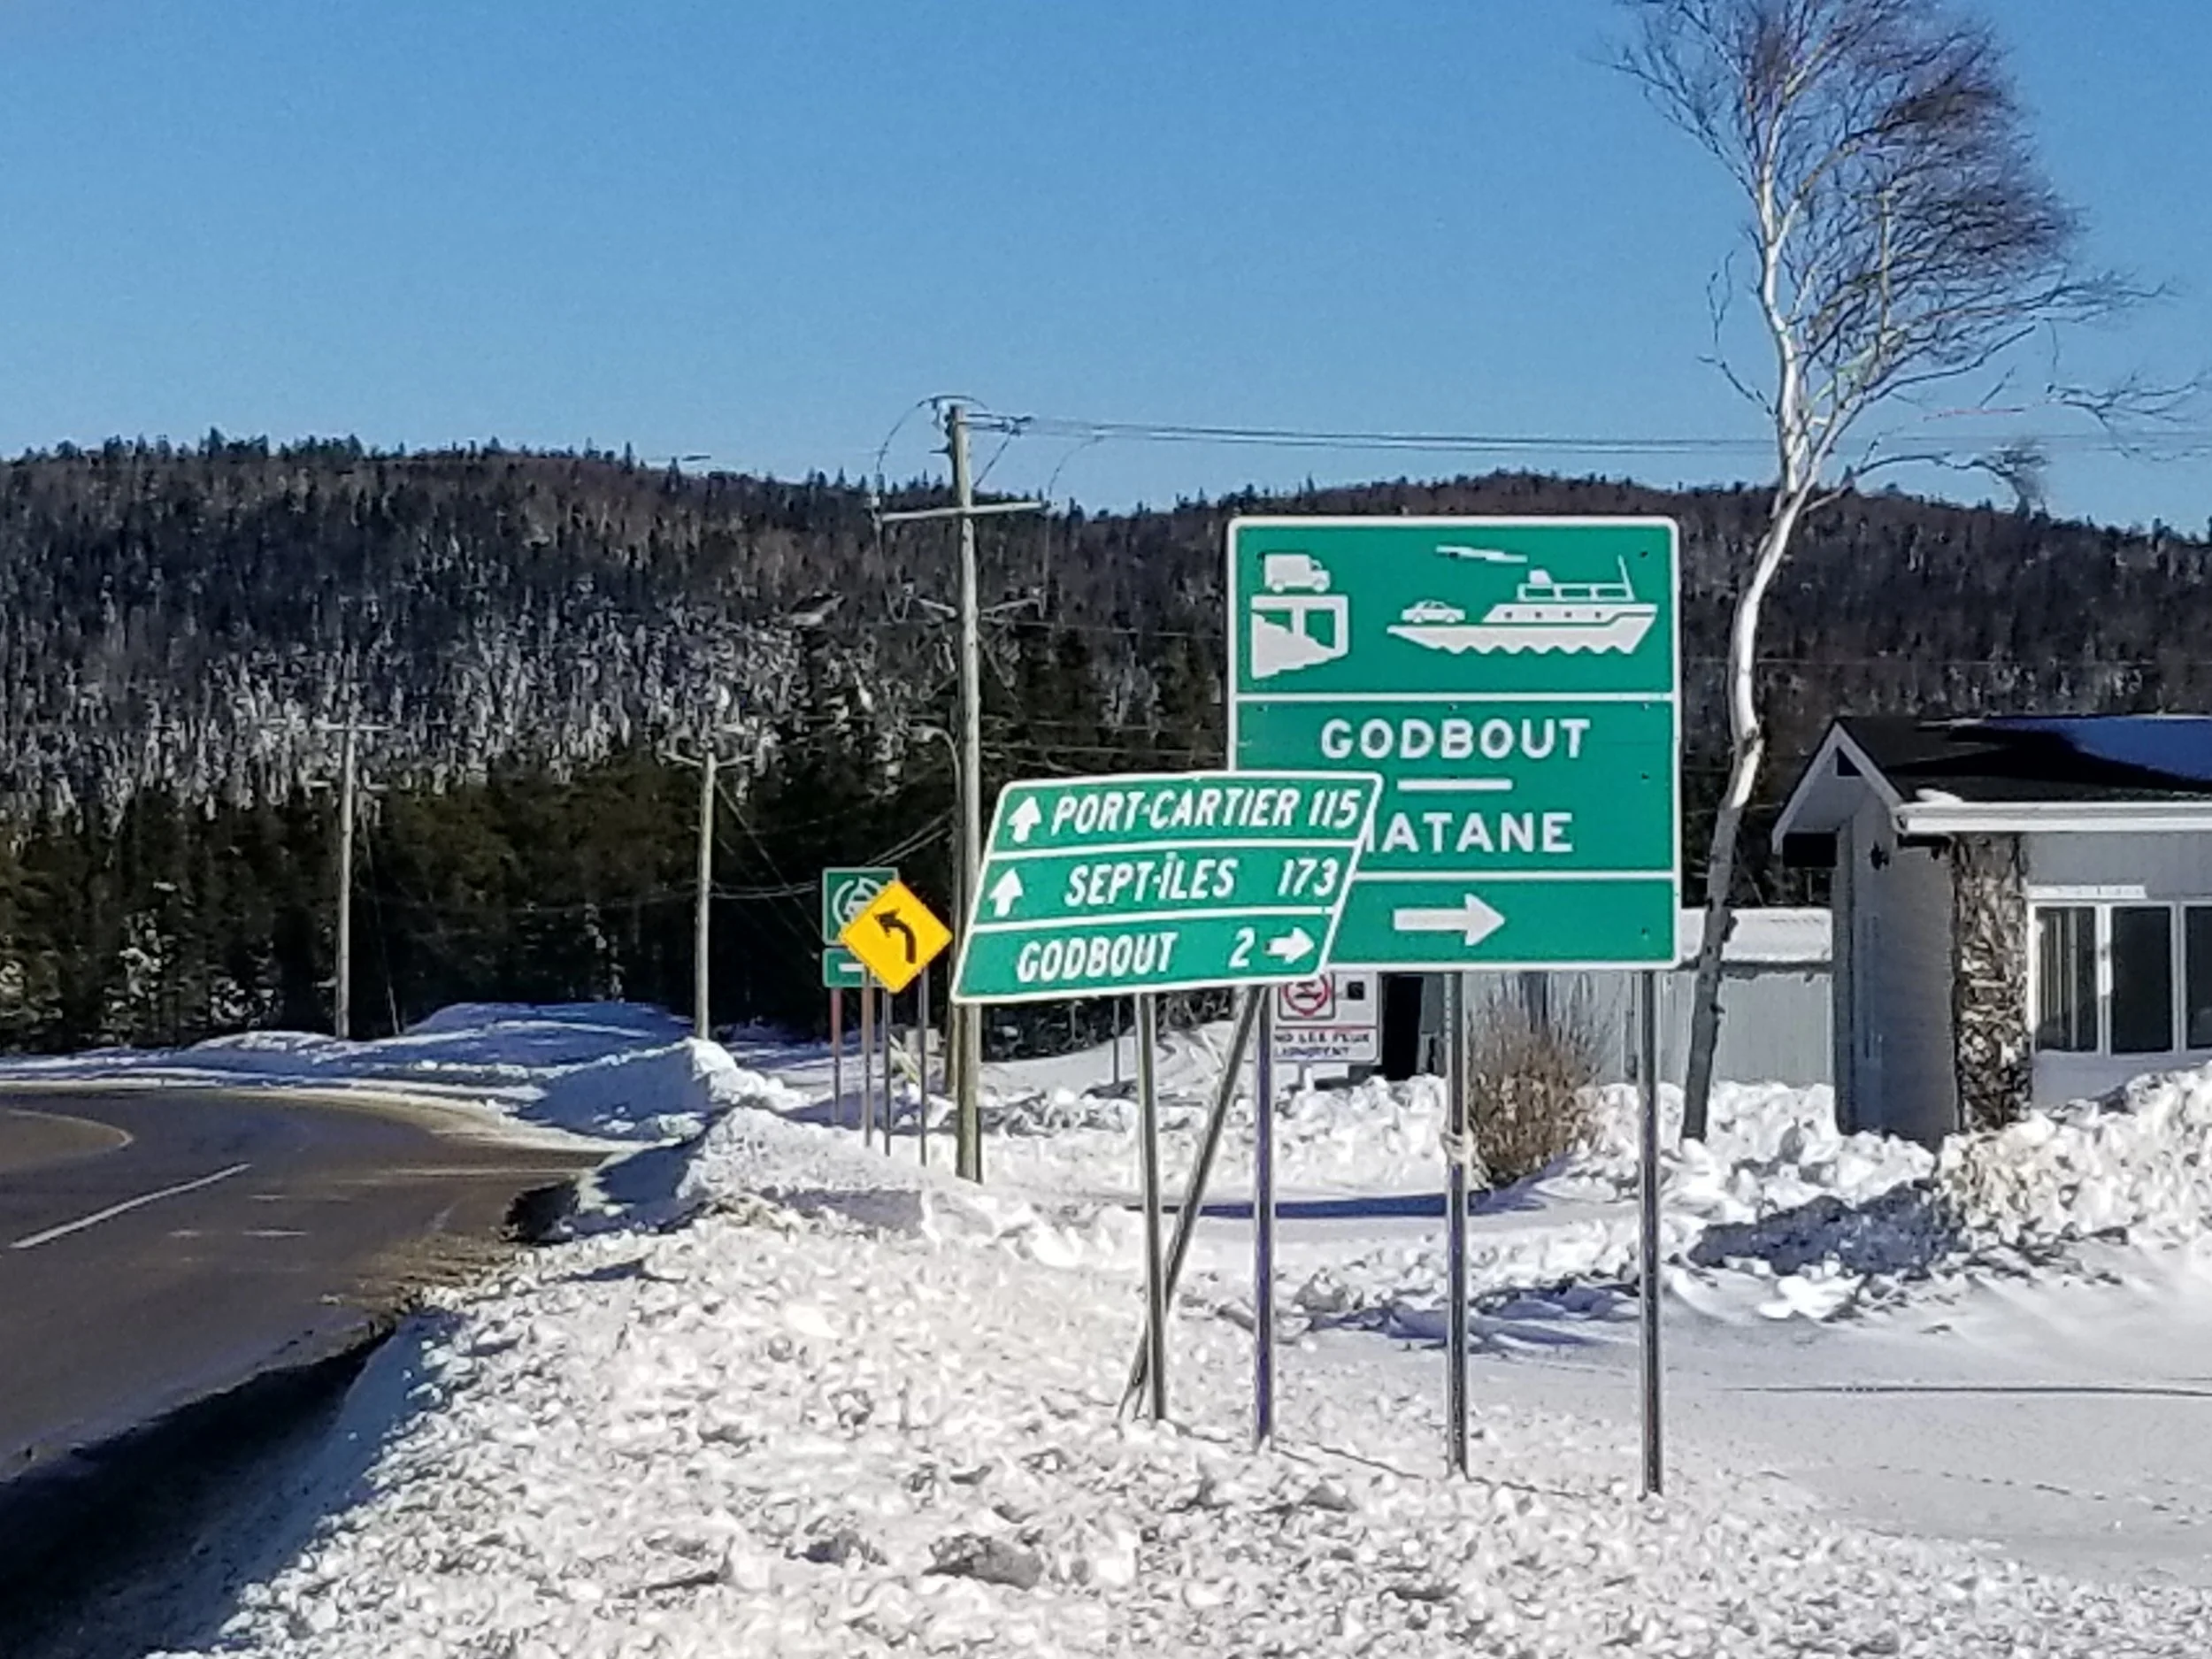 GODBOUT
ATANE
PORT-CARTIER 115
SEPT-ÎLES 173
GODBOUT 2